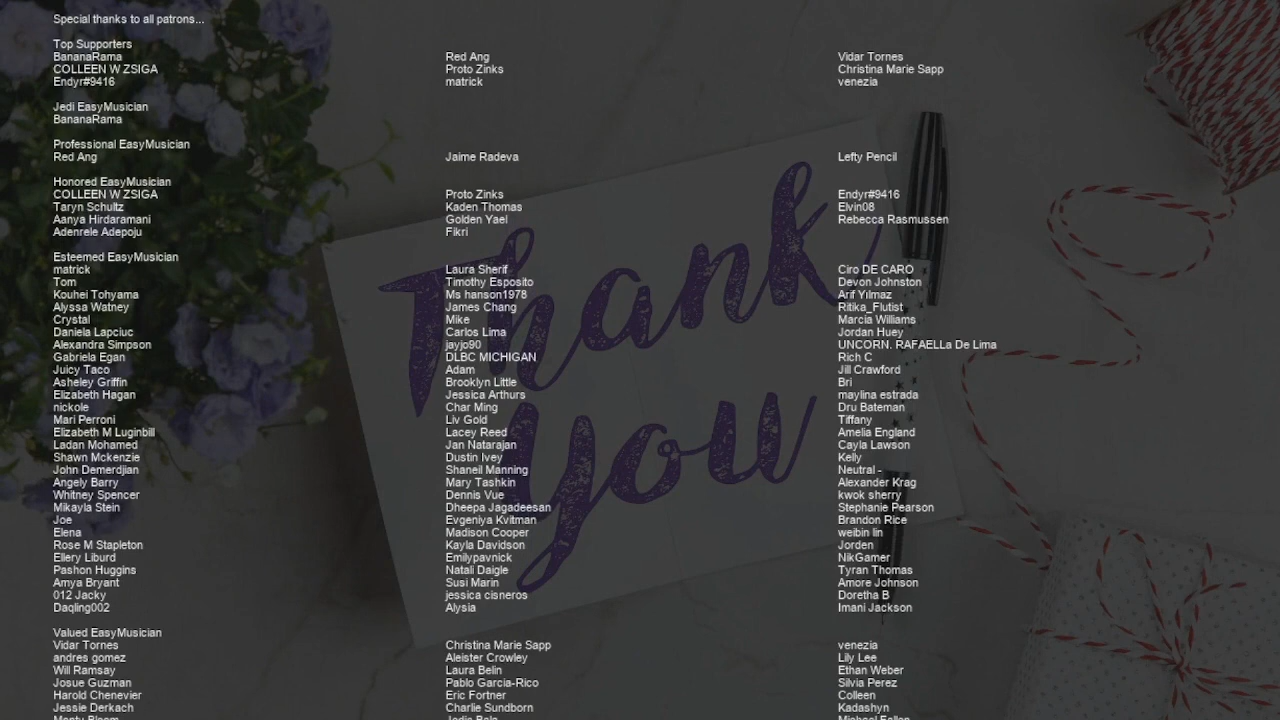 Special thanks to all patrons...
Top Supporters
BananaRama Red Ang Vidar Tornes
COLLEEN W ZSIGA Proto Zinks Christina Marie Sapp
Endyr#9416 matrick venezia
Jedi EasyMusician
BananaRama
Professional EasyMusician
Red Ang Jaime Radeva Lefty Pencil
Honored EasyMusician
COLLEEN W ZSIGA Proto Zinks Endyr#9416
Taryn Schultz Kaden Thomas Elvin08
Aanya Hirdaramani Golden Yael Rebecca Rasmussen
Adenrele Adepoju Fikri
Esteemed EasyMusician
matrick Laura Sherif Ciro DE CARO
Tom Timothy Esposito Devon Johnston
Kouhei Tohyama Ms hanson1978 Arif Yılmaz
Alyssa Watney James Chang Ritika_Flutist
Crystal Mike Marcia Williams
Daniela Lapciuc Carlos Lima Jordan Huey
Alexandra Simpson jayjo90 UNCORN. RAFAELLa De Lima
Gabriela Egan DLBC MICHIGAN Rich C
Juicy Taco Adam Jill Crawford
Asheley Griffin Brooklyn Little Bri
Elizabeth Hagan Jessica Arthurs maylina estrada
nickole Char Ming Dru Bateman
Mari Perroni Liv Gold Tiffany
Elizabeth M Luginbill Lacey Reed Amelia England
Ladan Mohamed Jan Natarajan Cayla Lawson
Shawn Mckenzie Dustin Ivey Kelly
John Demerdjian Shaneil Manning Neutral -
Angely Barry Mary Tashkin Alexander Krag
Whitney Spencer Dennis Vue kwok sherry
Mikayla Stein Dheepa Jagadeesan Stephanie Pearson
Joe Evgeniya Kvitman Brandon Rice
Elena Madison Cooper weibin lin
Rose M Stapleton Kayla Davidson Jorden
Ellery Liburd Emilypavnick NikGamer
Pashon Huggins Natali Daigle Tyran Thomas
Amya Bryant Susi Marin Amore Johnson
012 Jacky jessica cisneros Doretha B
Daqling002 Alysia Imani Jackson
Valued EasyMusician
Vidar Tornes Christina Marie Sapp venezia
andres gomez Aleister Crowley Lily Lee
Will Ramsay Laura Belin Ethan Weber
Josue Guzman Pablo Garcia-Rico Silvia Perez
Harold Chenevier Eric Fortner Colleen
Jessie Derkach Charlie Sundborn Kadashyn
Thank
you